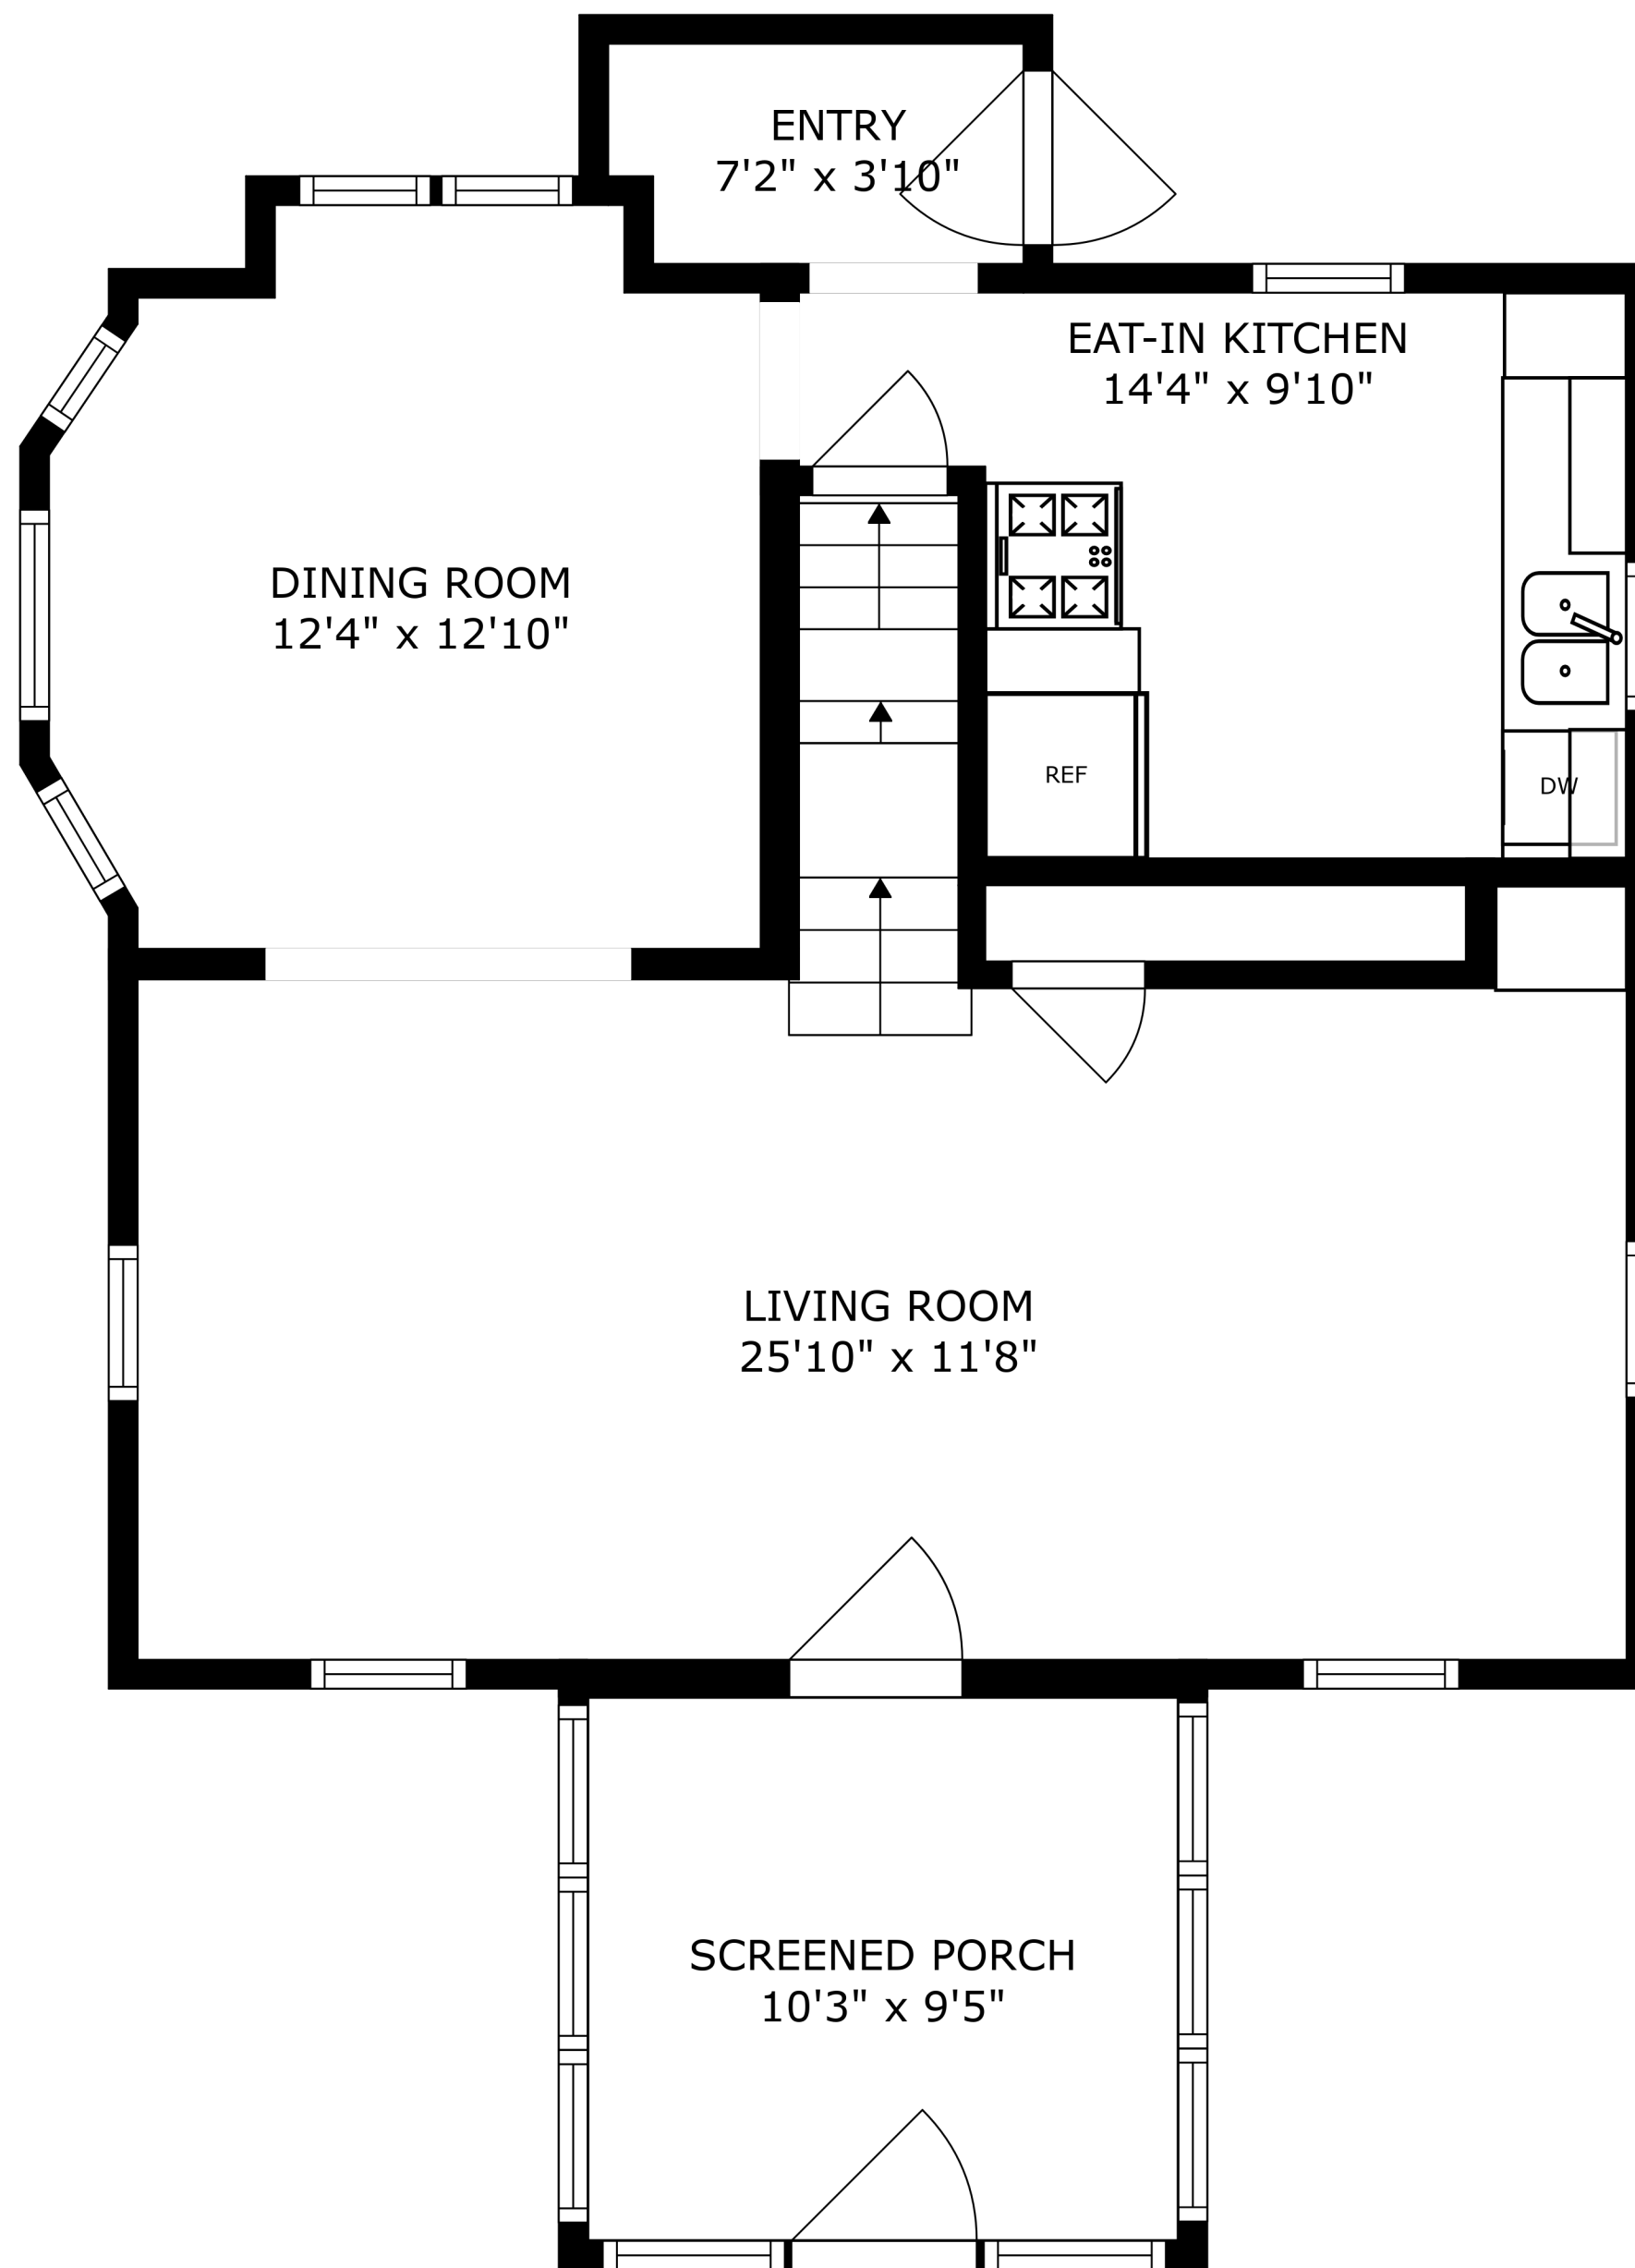 ENTRY
7'2" x 3'10"
EAT-IN KITCHEN
14'4" x 9'10"
DINING ROOM
12'4" x 12'10"
REF
DW
LIVING ROOM
25'10" x 11'8"
SCREENED PORCH
10'3" x 9'5"